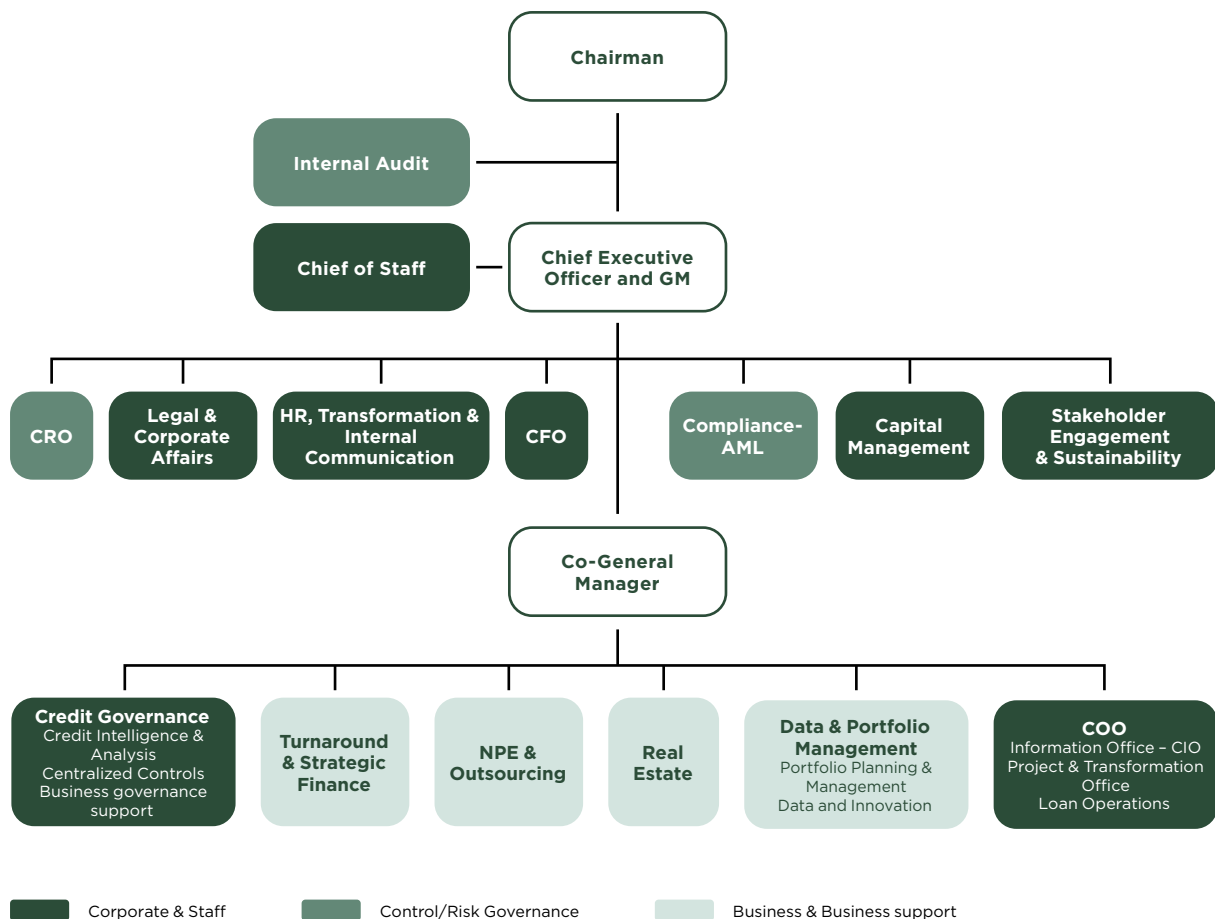 Chairman
Internal Audit
Chief of Staff
Chief Executive
Officer and GM
CRO
Legal &
Corporate
Affairs
HR, Transformation &
Internal
Communication
CFO
Compliance-
AML
Capital
Management
Stakeholder
Engagement
& Sustainability
Co-General
Manager
Credit Governance
Credit Intelligence &
Analysis
Centralized Controls
Business governance
support
Turnaround
& Strategic
Finance
NPE &
Outsourcing
Real
Estate
Data & Portfolio
Management
Portfolio Planning &
Management
Data and Innovation
COO
Information Office – CIO
Project & Transformation
Office
Loan Operations
Corporate & Staff
Control/Risk Governance
Business & Business support